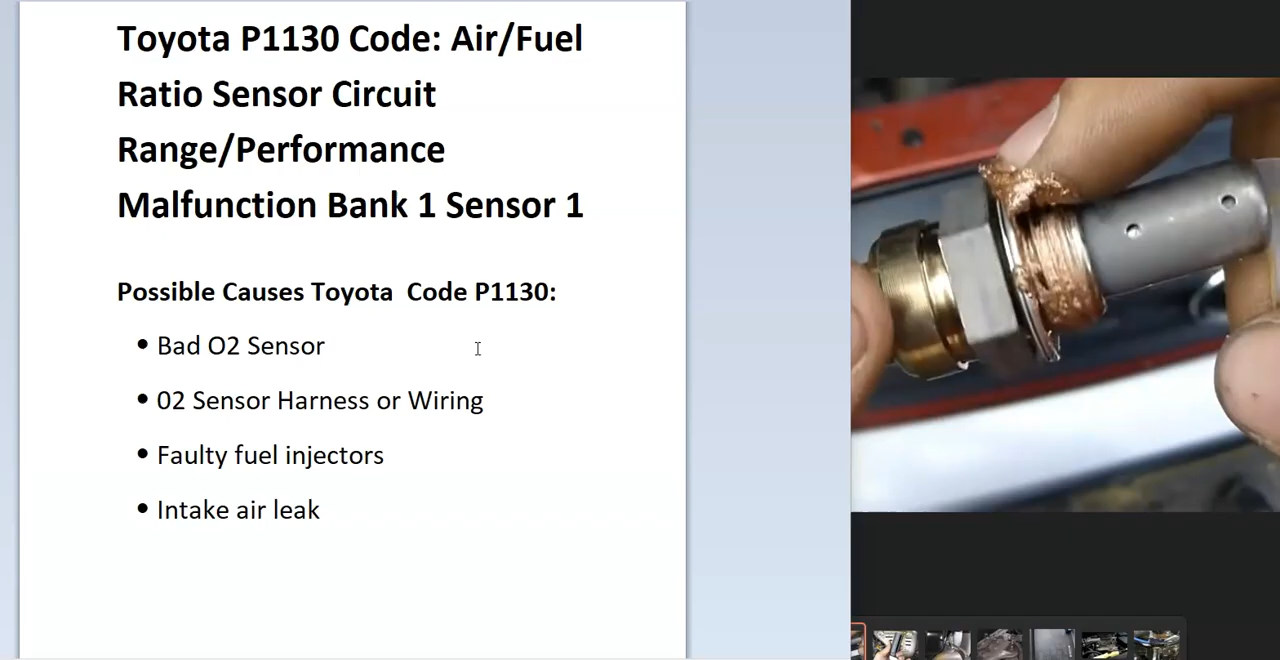 Toyota P1130 Code: Air/Fuel
Ratio Sensor Circuit
Range/Performance
Malfunction Bank 1 Sensor 1
Possible Causes Toyota  Code P1130:
• Bad O2 Sensor
• 02 Sensor Harness or Wiring
• Faulty fuel injectors
• Intake air leak